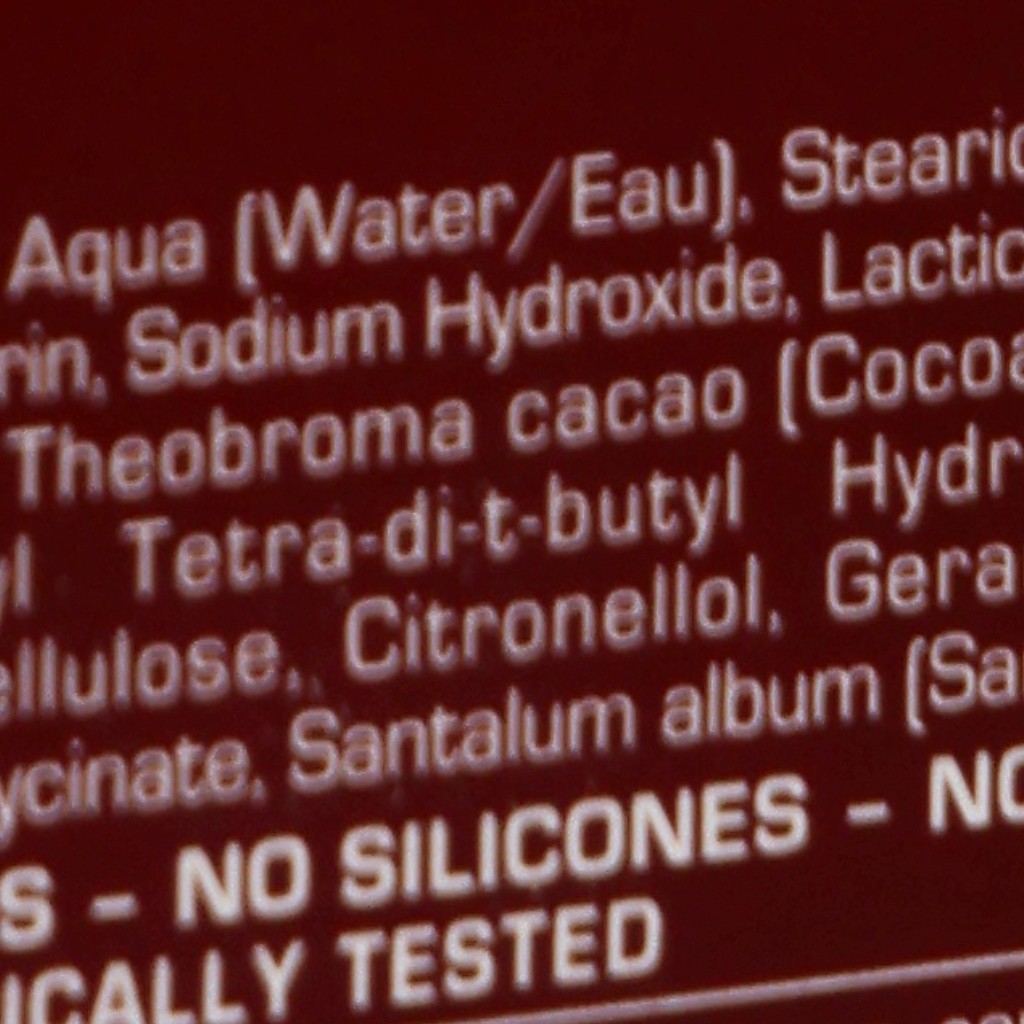 Aqua (Water/Eau), Stearic
rin, Sodium Hydroxide, Lactic
Theobroma cacao (Cocoa
yl Tetra-di-t-butyl Hydr
ellulose, Citronellol, Gera
ycinate, Santalum album (Sa
S – NO SILICONES – NO
ICALLY TESTED